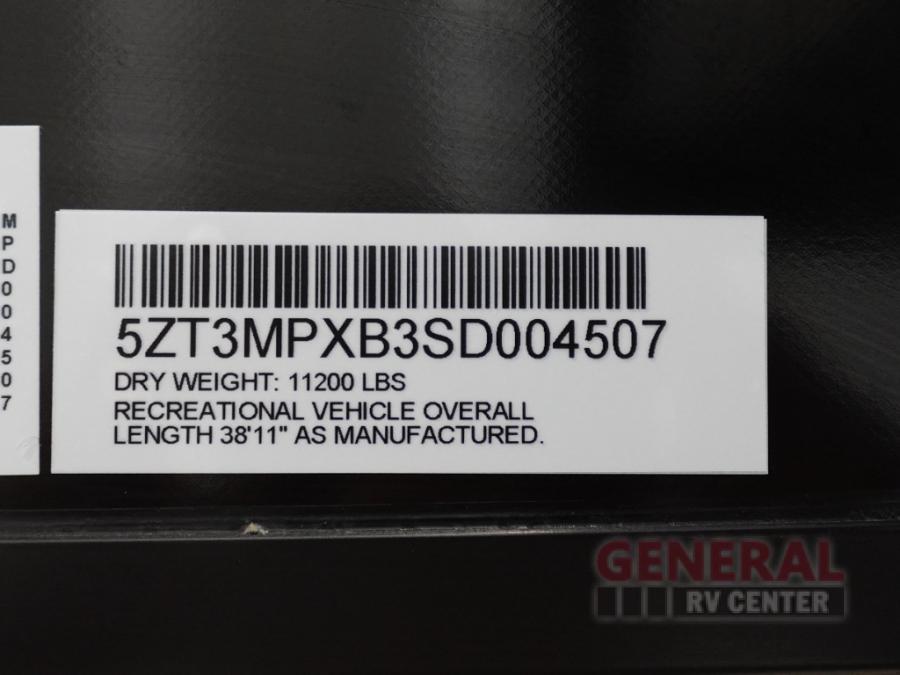 M
P
D
0
0
4
5
0
7
5ZT3MPXB3SD004507
DRY WEIGHT: 11200 LBS
RECREATIONAL VEHICLE OVERALL
LENGTH 38'11" AS MANUFACTURED.
GENERAL
RV CENTER